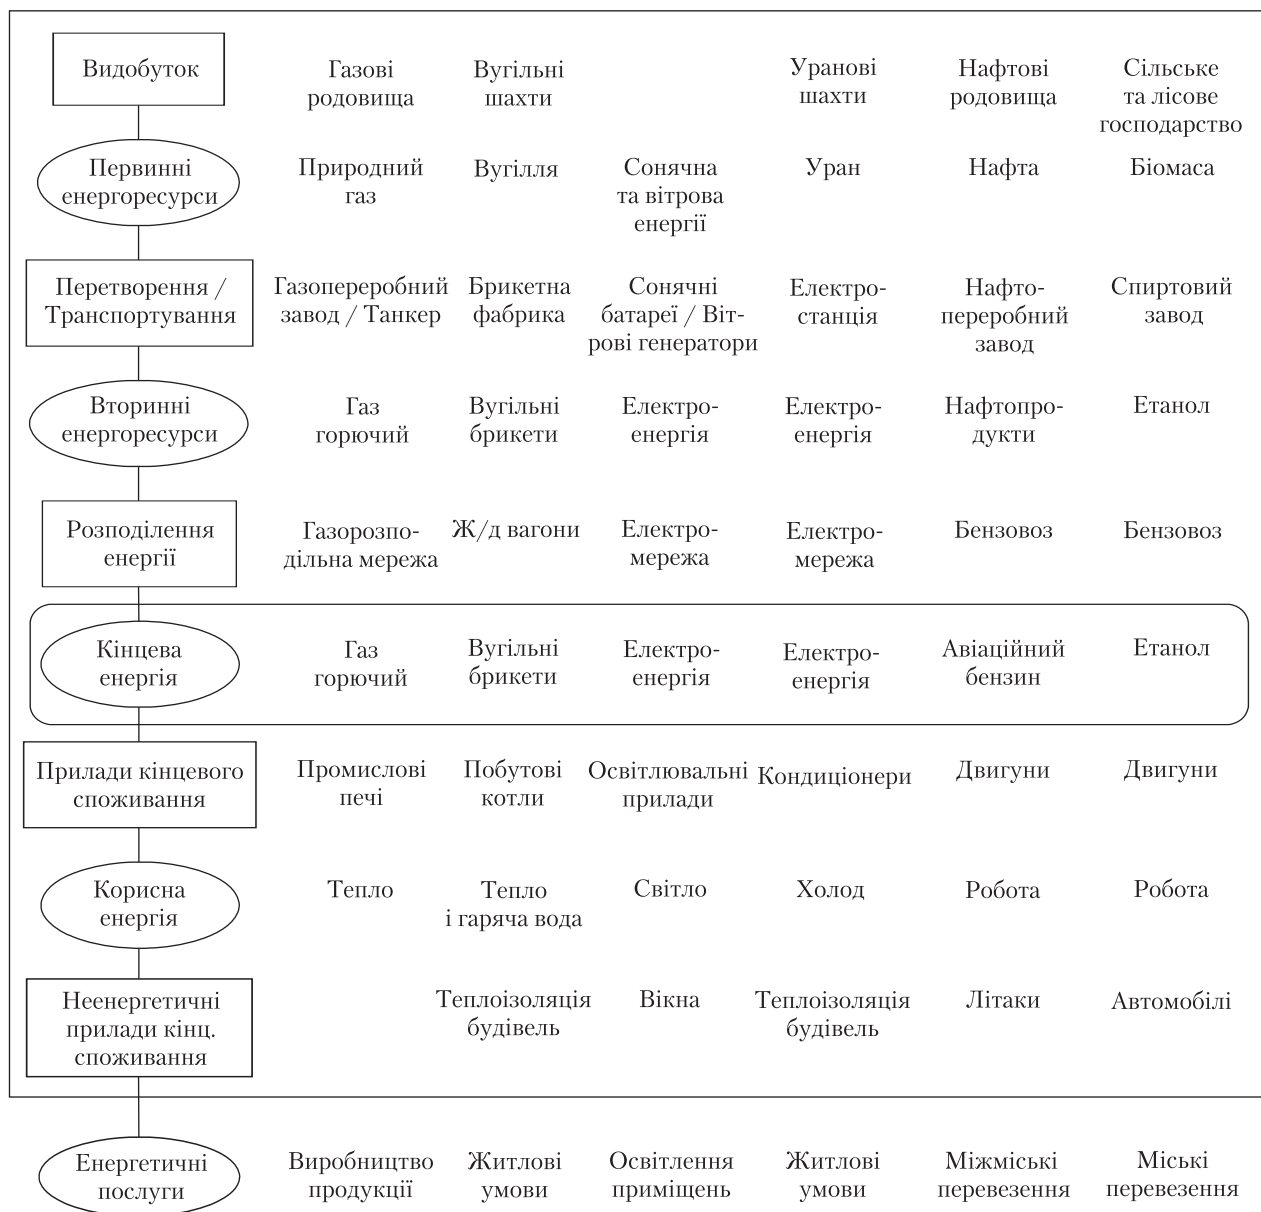 Видобуток
Газові
родовища
Вугільні
шахти
Уранові
шахти
Нафтові
родовища
Сільське
та лісове
господарство
Первинні
енергоресурси
Природний
газ
Вугілля
Сонячна
та вітрова
енергії
Уран
Нафта
Біомаса
Перетворення /
Транспортування
Газопереробний
завод / Танкер
Брикетна
фабрика
Сонячні
батареї / Віт-
рові генератори
Електро-
станція
Нафто-
переробний
завод
Спиртовий
завод
Вторинні
енергоресурси
Газ
горючий
Вугільні
брикети
Електро-
енергія
Електро-
енергія
Нафтопро-
дукти
Етанол
Розподілення
енергії
Газорозпо-
дільна мережа
Ж/д вагони
Електро-
мережа
Електро-
мережа
Бензовоз
Бензовоз
Кінцева
енергія
Газ
горючий
Вугільні
брикети
Електро-
енергія
Електро-
енергія
Авіаційний
бензин
Етанол
Прилади кінцевого
споживання
Промислові
печі
Побутові
котли
Освітлювальні
прилади
Кондиціонери
Двигуни
Двигуни
Корисна
енергія
Тепло
Тепло
і гаряча вода
Світло
Холод
Робота
Робота
Неенергетичні
прилади кінц.
споживання
Теплоізоляція
будівель
Вікна
Теплоізоляція
будівель
Літаки
Автомобілі
Енергетичні
послуги
Виробництво
продукції
Житлові
умови
Освітлення
приміщень
Житлові
умови
Міжміські
перевезення
Міські
перевезення